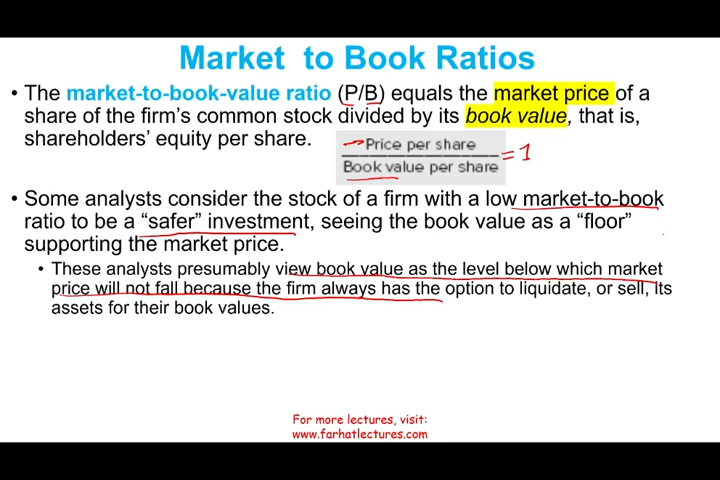 Market to Book Ratios
• The market-to-book-value ratio (P/B) equals the market price of a
share of the firm's common stock divided by its book value, that is,
shareholders' equity per share.
Price per share
Book value per share
= 1
• Some analysts consider the stock of a firm with a low market-to-book
ratio to be a “safer” investment, seeing the book value as a “floor”
supporting the market price.
• These analysts presumably view book value as the level below which market
price will not fall because the firm always has the option to liquidate, or sell, its
assets for their book values.
For more lectures, visit:
www.farhatlectures.com